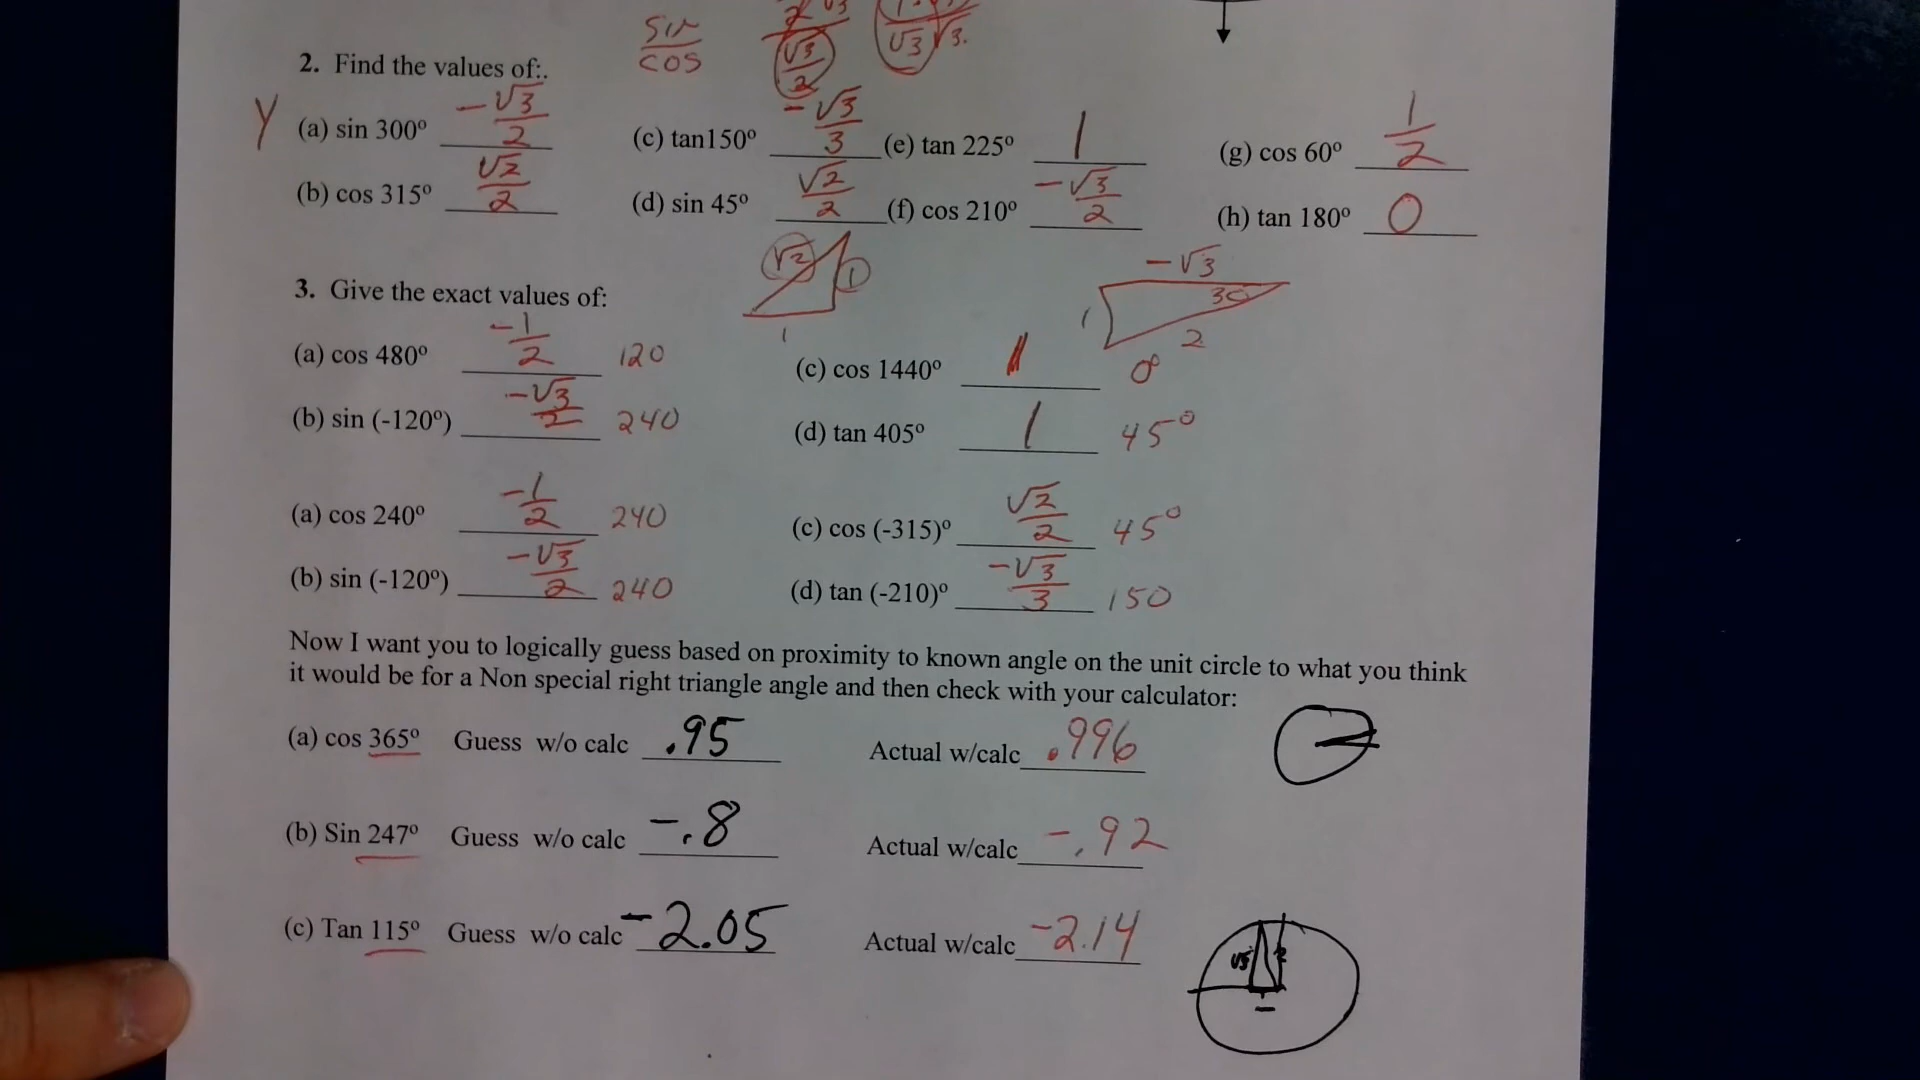 sin/cos
2. Find the values of:.
Y (a) sin 300° -√3/2 (c) tan150° -√3/3 (e) tan 225° 1 (g) cos 60° 1/2
(b) cos 315° √2/2 (d) sin 45° √2/2 (f) cos 210° -√3/2 (h) tan 180° 0
√2 1 1
-√3 30 1 2
3. Give the exact values of:
(a) cos 480° -1/2 120 (c) cos 1440° 1 0°
(b) sin (-120°) -√3/2 240 (d) tan 405° 1 45°
(a) cos 240° -1/2 240 (c) cos (-315)° √2/2 45°
(b) sin (-120°) -√3/2 240 (d) tan (-210)° -√3/3 150
Now I want you to logically guess based on proximity to known angle on the unit circle to what you think
it would be for a Non special right triangle angle and then check with your calculator:
(a) cos 365° Guess w/o calc .95 Actual w/calc .996
(b) Sin 247° Guess w/o calc -.8 Actual w/calc -.92
(c) Tan 115° Guess w/o calc -2.05 Actual w/calc -2.14